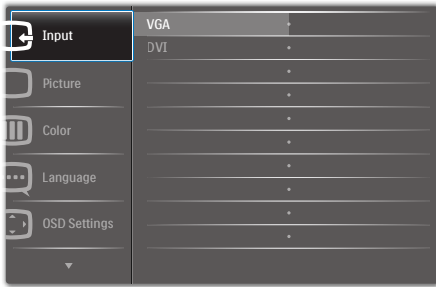 Input
VGA
DVI
Picture
Color
Language
OSD Settings